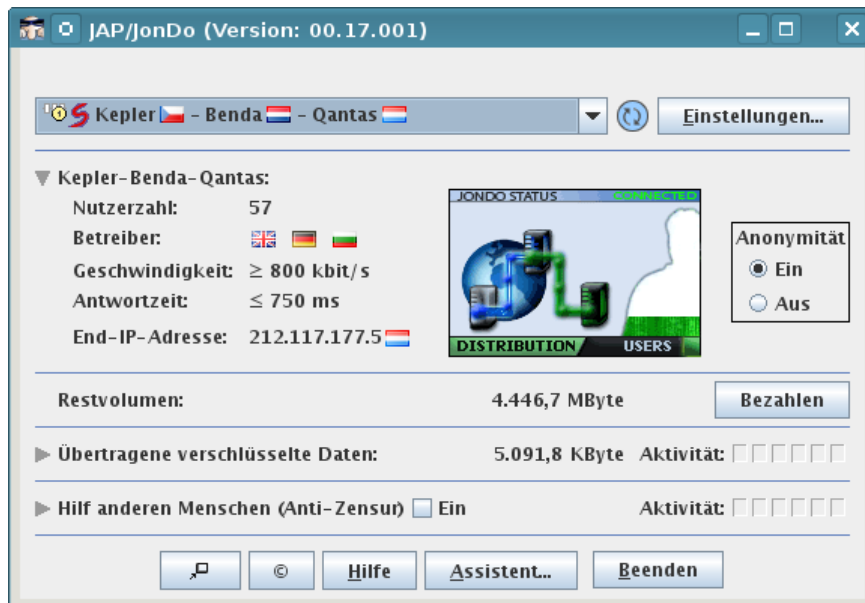 JAP/JonDo (Version: 00.17.001)
Kepler - Benda - Qantas
Einstellungen...
Kepler-Benda-Qantas:
Nutzerzahl: 57
Betreiber:
Geschwindigkeit: ≥ 800 kbit/s
Antwortzeit: ≤ 750 ms
End-IP-Adresse: 212.117.177.5
JONDO STATUS CONNECTED
DISTRIBUTION USERS
Anonymität
Ein
Aus
Restvolumen: 4.446,7 MByte Bezahlen
Übertragene verschlüsselte Daten: 5.091,8 KByte Aktivität:
Hilf anderen Menschen (Anti-Zensur) Ein Aktivität:
© Hilfe Assistent... Beenden